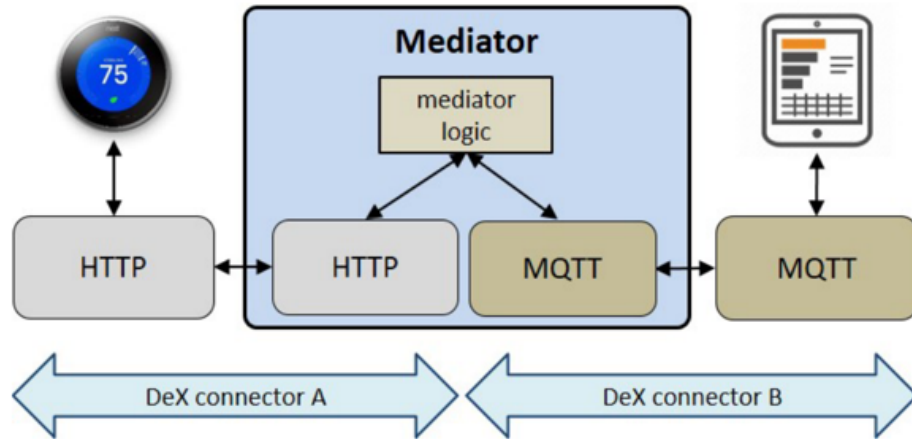 Mediator
75
mediator
logic
HTTP
HTTP
MQTT
MQTT
DeX connector A
DeX connector B